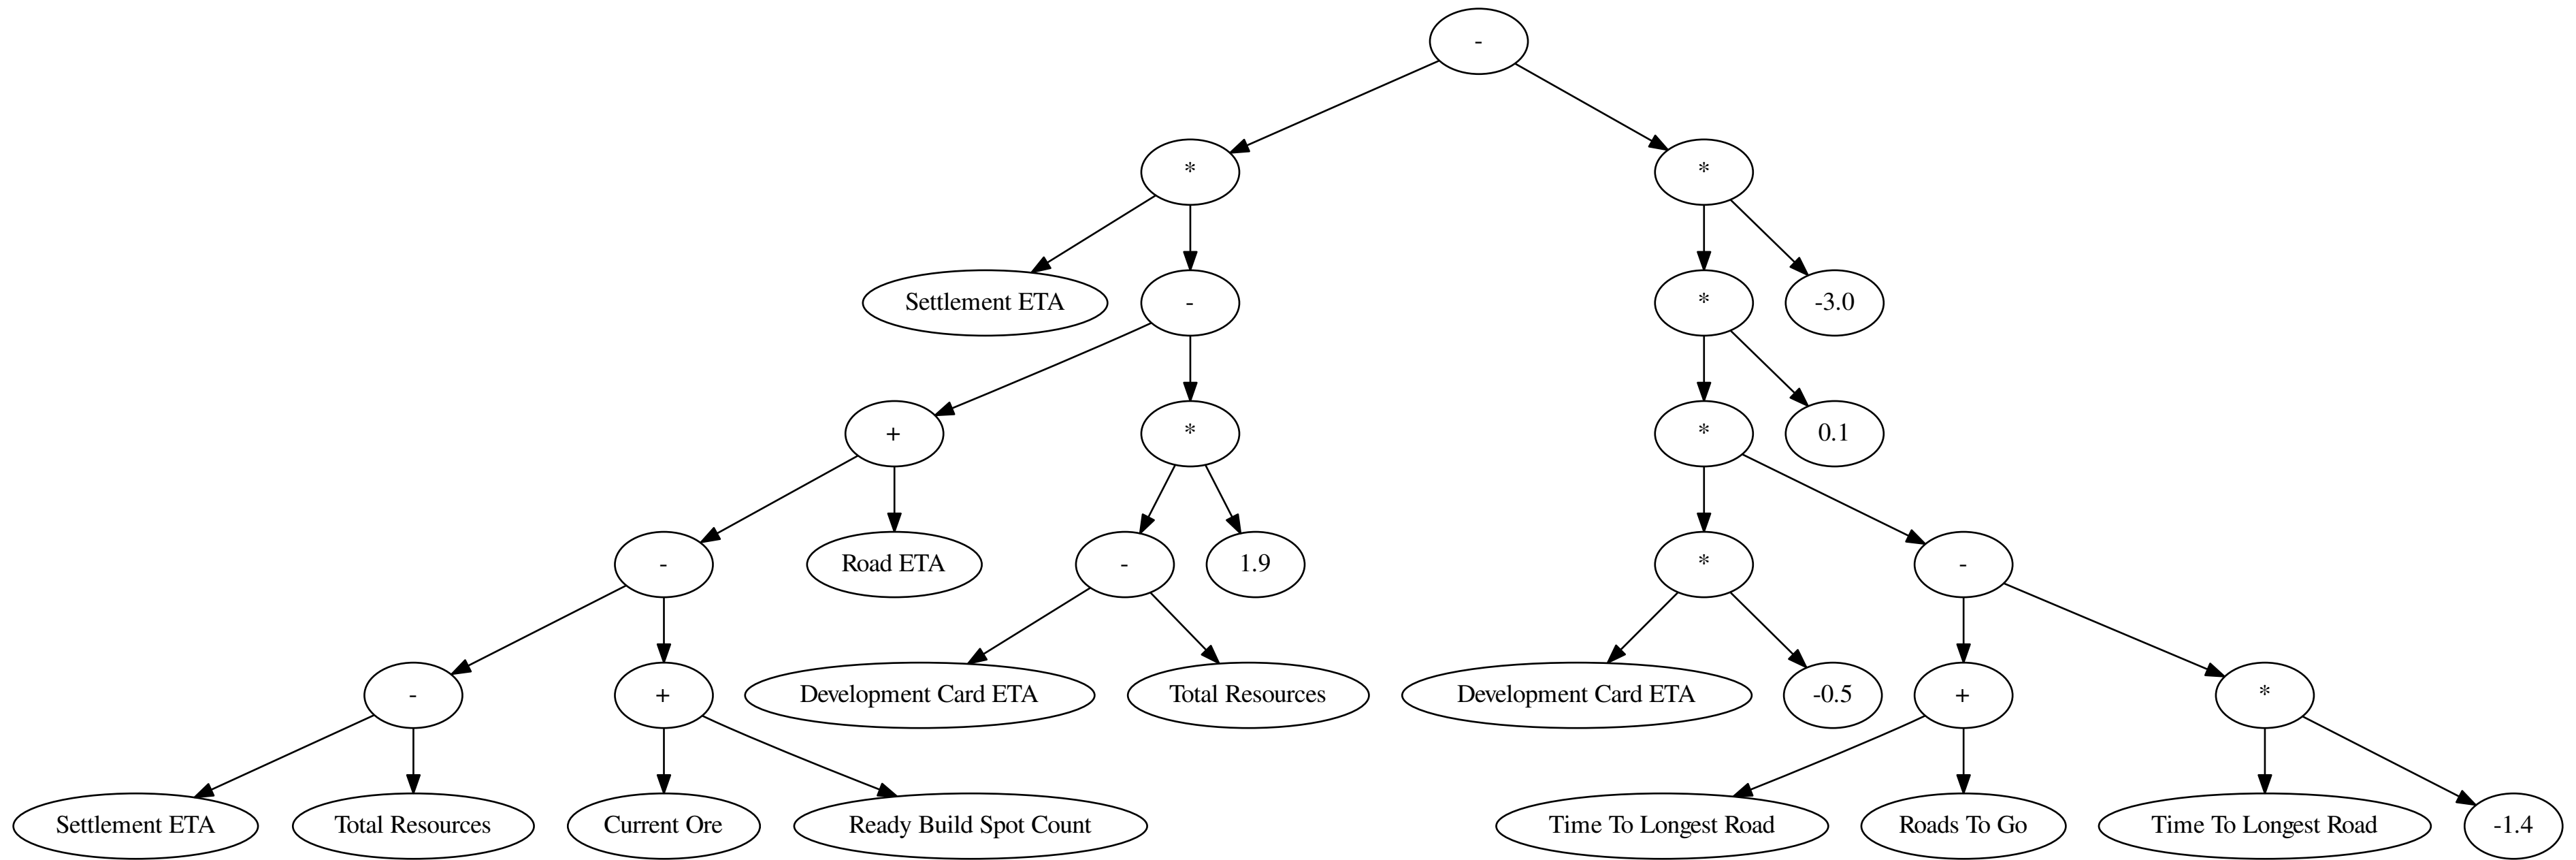 -
*
*
Settlement ETA
-
*
-3.0
+
*
*
0.1
-
Road ETA
-
1.9
*
-
-
+
Development Card ETA
Total Resources
Development Card ETA
-0.5
+
*
Settlement ETA
Total Resources
Current Ore
Ready Build Spot Count
Time To Longest Road
Roads To Go
Time To Longest Road
-1.4